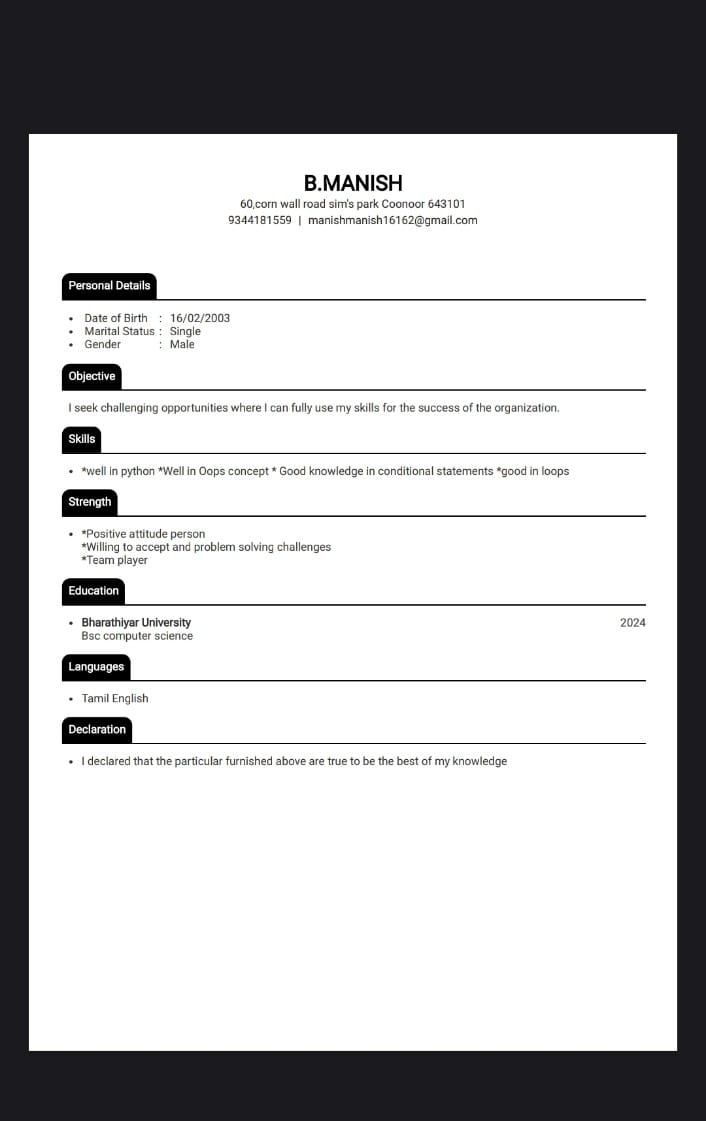 B.MANISH
60,corn wall road sim's park Coonoor 643101
9344181559 | manishmanish16162@gmail.com
Personal Details
• Date of Birth : 16/02/2003
• Marital Status : Single
• Gender : Male
Objective
I seek challenging opportunities where I can fully use my skills for the success of the organization.
Skills
• *well in python *Well in Oops concept * Good knowledge in conditional statements *good in loops
Strength
• *Positive attitude person
*Willing to accept and problem solving challenges
*Team player
Education
• Bharathiyar University 2024
Bsc computer science
Languages
• Tamil English
Declaration
• I declared that the particular furnished above are true to be the best of my knowledge